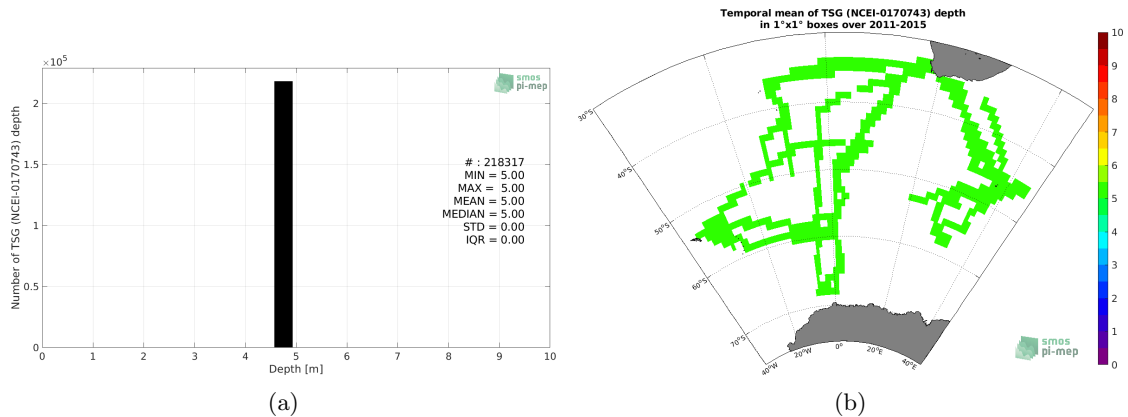 ×10⁵
2
1.5
1
0.5
0
Number of TSG (NCEI-0170743) depth
smos
pi-mep
# : 218317
MIN = 5.00
MAX = 5.00
MEAN = 5.00
MEDIAN = 5.00
STD = 0.00
IQR = 0.00
0 1 2 3 4 5 6 7 8 9 10
Depth [m]
(a)
Temporal mean of TSG (NCEI-0170743) depth
in 1°x1° boxes over 2011-2015
30°S
40°S
50°S
60°S
70°S
40°W
20°W
0°
20°E
40°E
10
9
8
7
6
5
4
3
2
1
0
smos
pi-mep
(b)